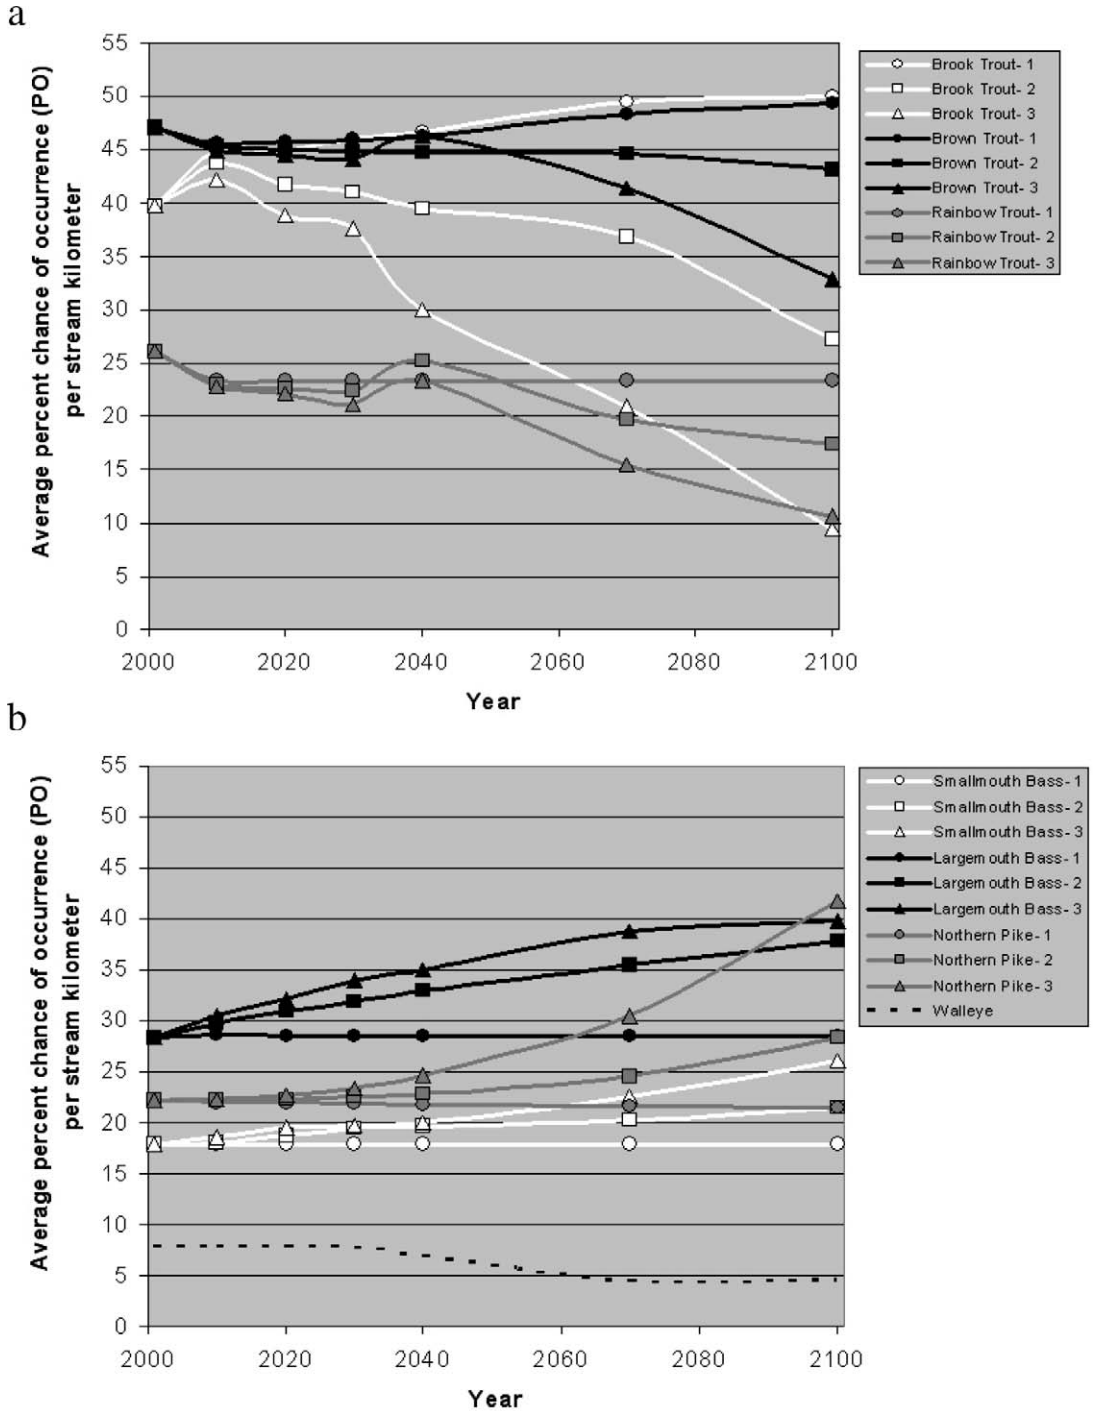 a
Average percent chance of occurrence (PO)
per stream kilometer
55
50
45
40
35
30
25
20
15
10
5
0
2000 2020 2040 2060 2080 2100
Year
Brook Trout- 1
Brook Trout- 2
Brook Trout- 3
Brown Trout- 1
Brown Trout- 2
Brown Trout- 3
Rainbow Trout- 1
Rainbow Trout- 2
Rainbow Trout- 3
b
Average percent chance of occurrence (PO)
per stream kilometer
55
50
45
40
35
30
25
20
15
10
5
0
2000 2020 2040 2060 2080 2100
Year
Smallmouth Bass- 1
Smallmouth Bass- 2
Smallmouth Bass- 3
Largemouth Bass- 1
Largemouth Bass- 2
Largemouth Bass- 3
Northern Pike- 1
Northern Pike- 2
Northern Pike- 3
Walleye